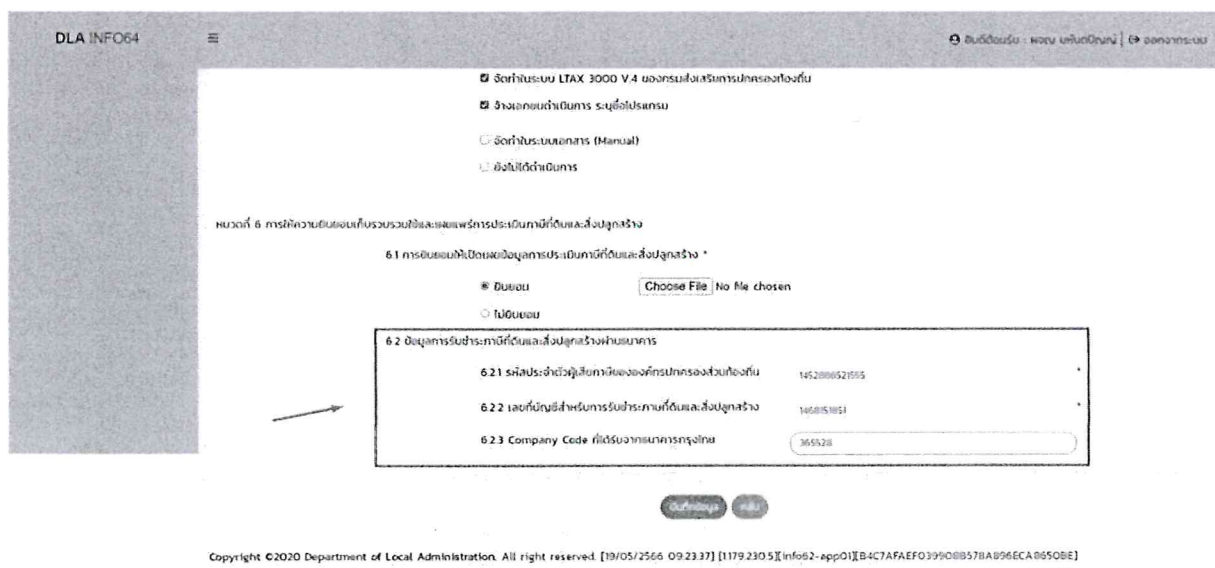 DLA INFO64
ยินดีต้อนรับ : ผจญ | ออกจากระบบ
จัดทำในระบบ LTAX 3000 V.4 ของกรมส่งเสริมการปกครองท้องถิ่น
จ้างเอกชนดำเนินการ ระบุชื่อโปรแกรม
จัดทำในระบบเอกสาร (Manual)
ยังไม่ได้ดำเนินการ
หมวดที่ 6 การให้ความยินยอมเก็บรวบรวมใช้และเผยแพร่การประเมินภาษีที่ดินและสิ่งปลูกสร้าง
6.1 การยินยอมให้เปิดเผยข้อมูลการประเมินภาษีที่ดินและสิ่งปลูกสร้าง *
ยินยอม Choose File No file chosen
ไม่ยินยอม
6.2 ข้อมูลการรับชำระภาษีที่ดินและสิ่งปลูกสร้างผ่านธนาคาร
6.2.1 รหัสประจำตัวผู้เสียภาษีขององค์กรปกครองส่วนท้องถิ่น *
6.2.2 เลขที่บัญชีสำหรับการรับชำระภาษีที่ดินและสิ่งปลูกสร้าง 1468151851 *
6.2.3 Company Code ที่ได้รับจากธนาคารกรุงไทย 365528
บันทึกข้อมูล กลับ
Copyright ©2020 Department of Local Administration. All right reserved. [19/05/2566 09:23:37]